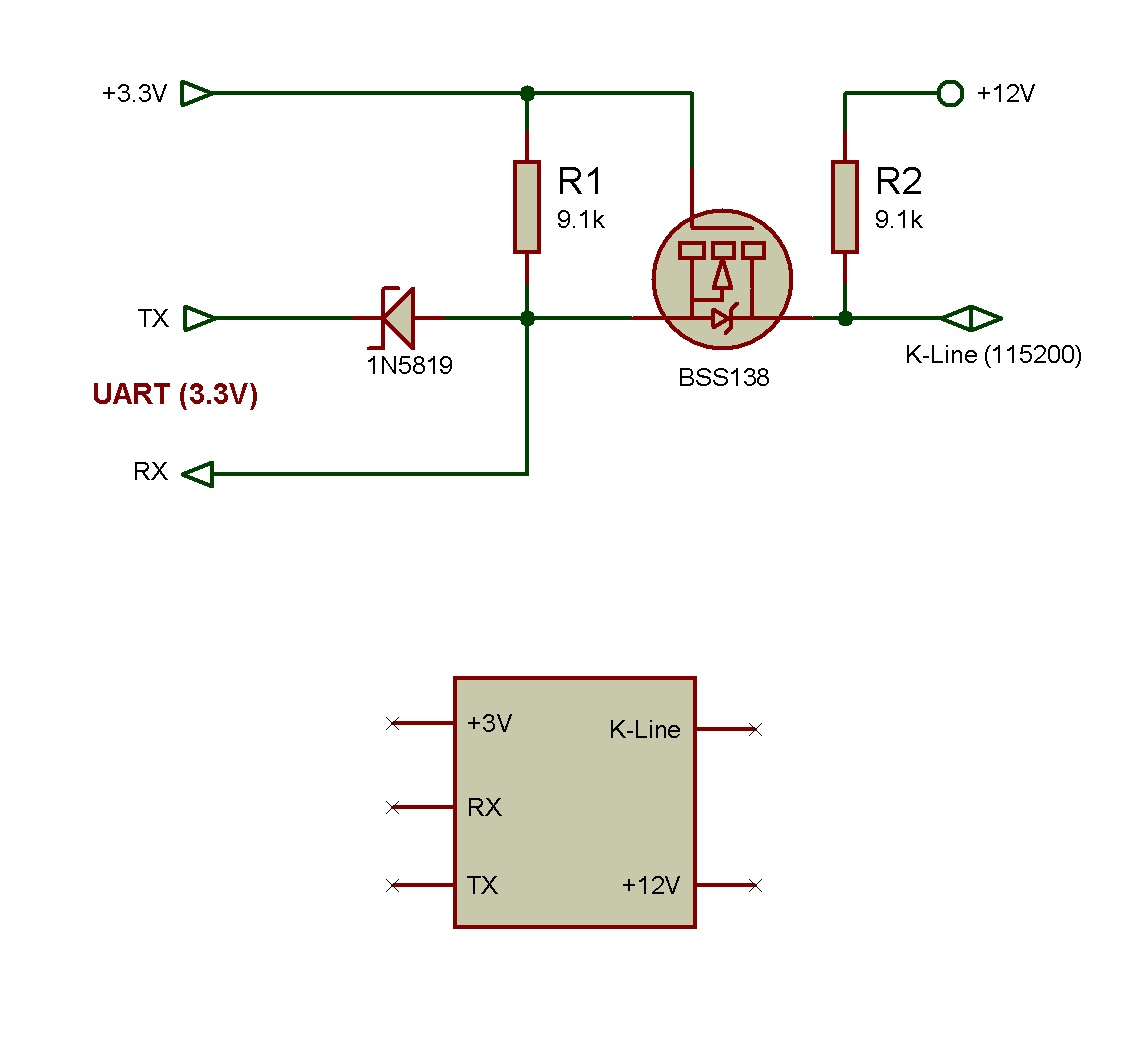 +3.3V
+12V
R1
9.1k
R2
9.1k
TX
1N5819
BSS138
K-Line (115200)
UART (3.3V)
RX
+3V
K-Line
RX
TX
+12V